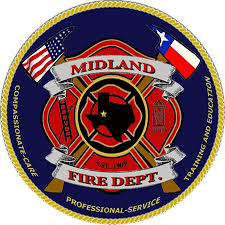 MIDLAND
EST. 1909
FIRE DEPT.
COMPASSIONATE-CARE
PROFESSIONAL-SERVICE
TRAINING AND EDUCATION